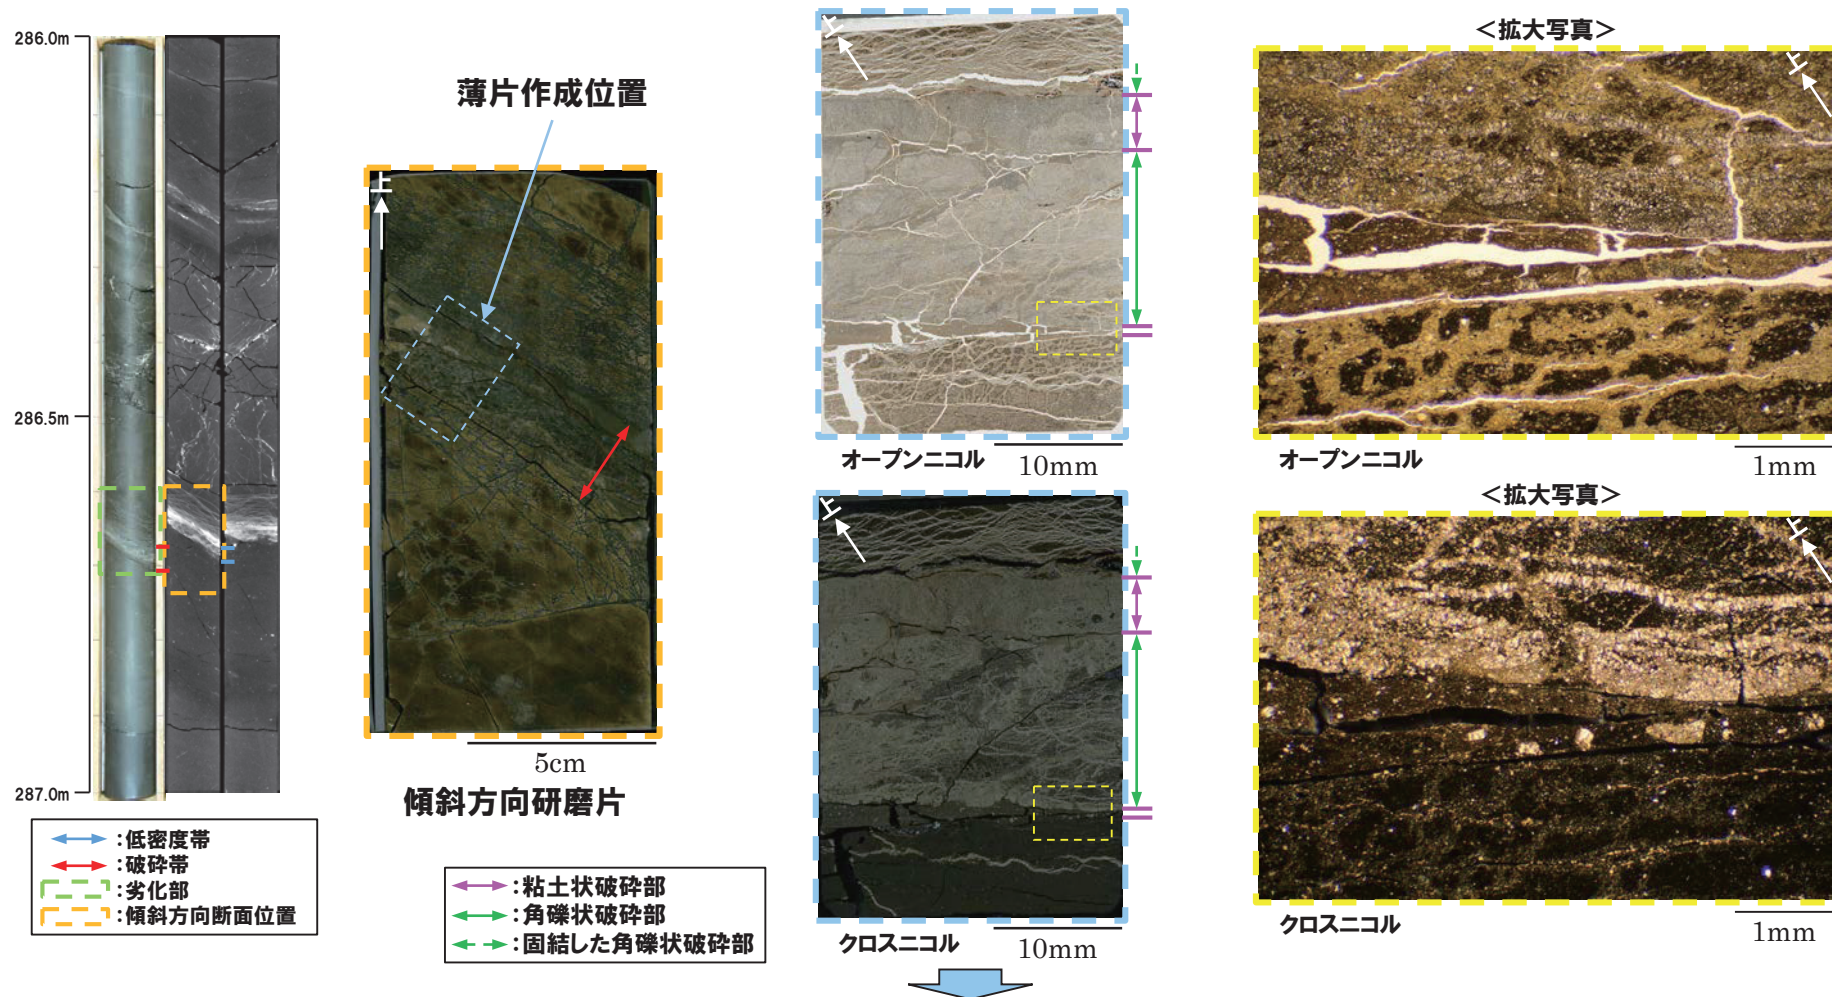 286.0m
286.5m
287.0m
:低密度帯
:破砕帯
:劣化部
:傾斜方向断面位置
薄片作成位置
上
5cm
傾斜方向研磨片
:粘土状破砕部
:角礫状破砕部
:固結した角礫状破砕部
上
オープンニコル
10mm
上
クロスニコル
10mm
<拡大写真>
上
オープンニコル
1mm
<拡大写真>
上
クロスニコル
1mm